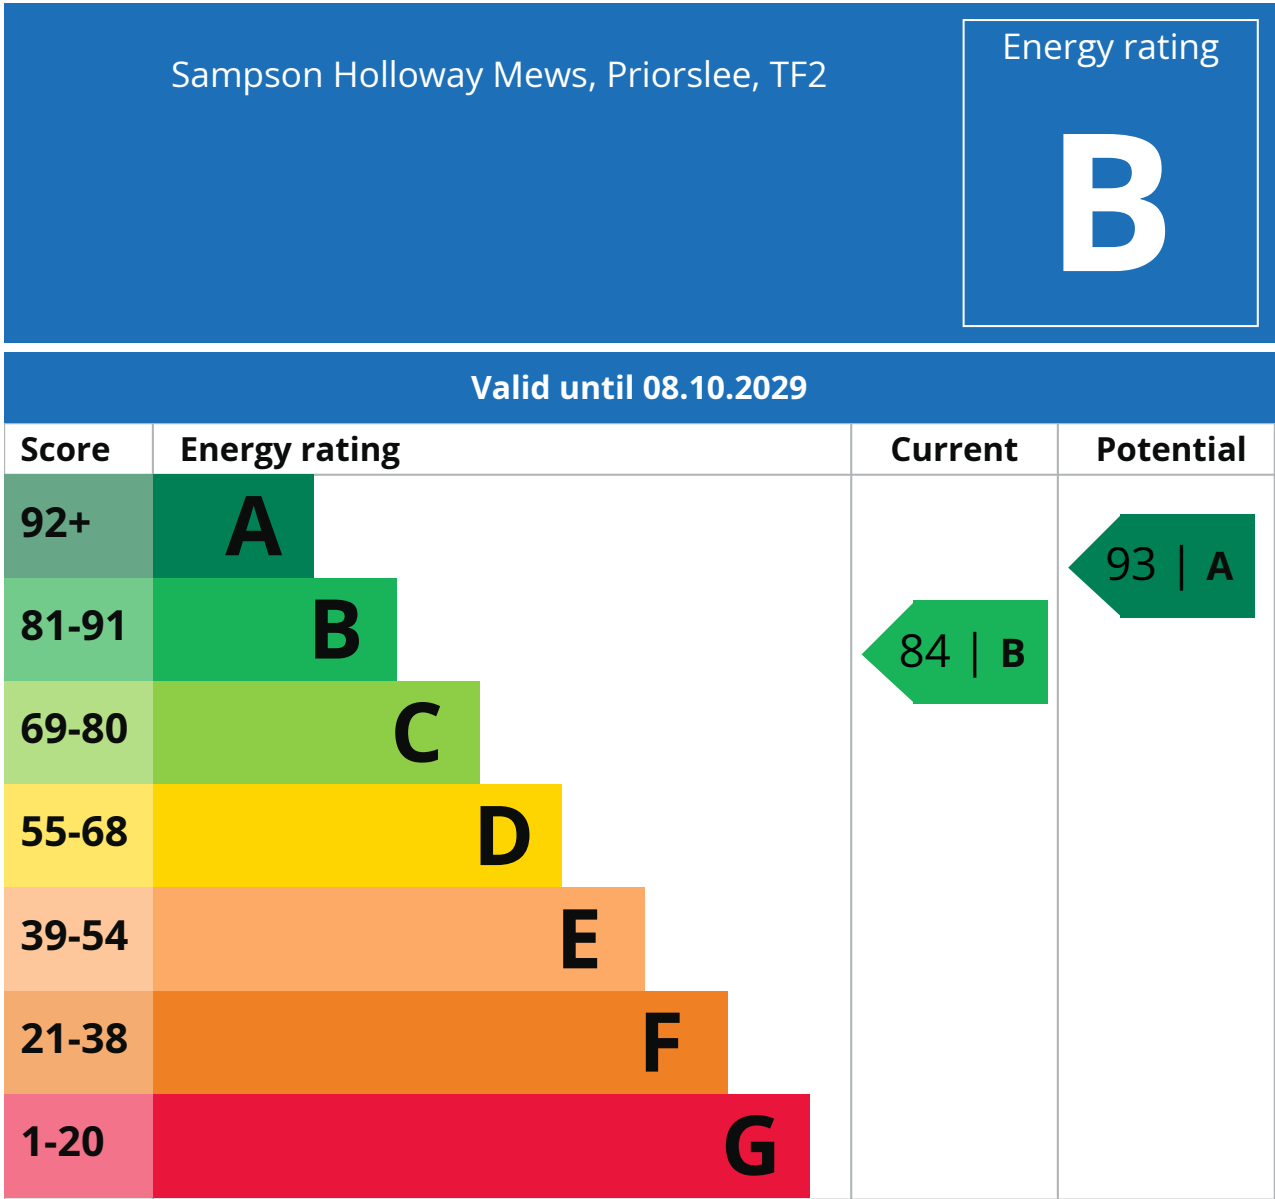 Sampson Holloway Mews, Priorslee, TF2
Energy rating
B
Valid until 08.10.2029
Score Energy rating Current Potential
92+ A
93 | A
81-91 B
84 | B
69-80 C
55-68 D
39-54 E
21-38 F
1-20 G